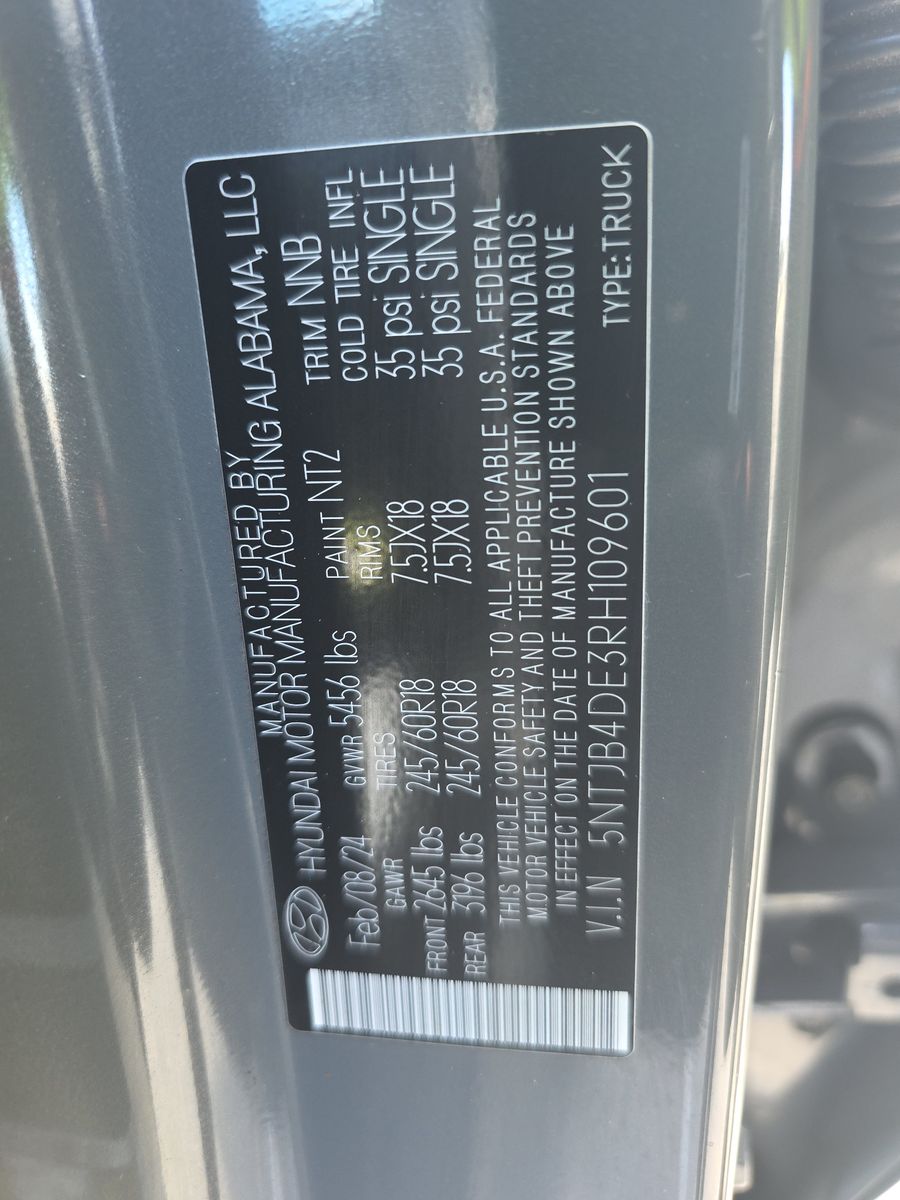 MANUFACTURED BY
HYUNDAI MOTOR MANUFACTURING ALABAMA, LLC
Feb/08/24 GVWR 5456 lbs PAINT NT2 TRIM NNB
GAWR TIRES RIMS COLD TIRE INFL
FRONT 2645 lbs 245/60R18 7.5JX18 35 psi SINGLE
REAR 3196 lbs 245/60R18 7.5JX18 35 psi SINGLE
THIS VEHICLE CONFORMS TO ALL APPLICABLE U.S.A. FEDERAL
MOTOR VEHICLE SAFETY AND THEFT PREVENTION STANDARDS
IN EFFECT ON THE DATE OF MANUFACTURE SHOWN ABOVE
V.I.N 5NTJB4DE3RH109601 TYPE:TRUCK